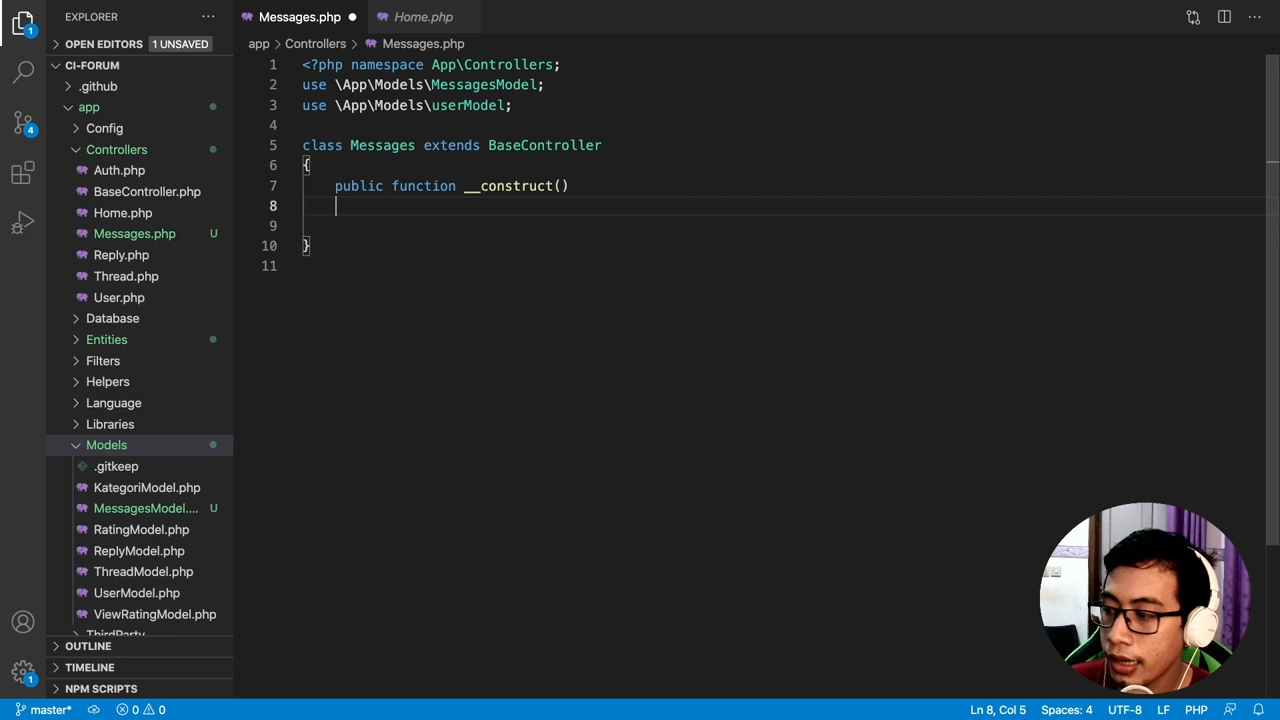 EXPLORER
OPEN EDITORS 1 UNSAVED
CI-FORUM
.github
app
Config
Controllers
Auth.php
BaseController.php
Home.php
Messages.php U
Reply.php
Thread.php
User.php
Database
Entities
Filters
Helpers
Language
Libraries
Models
.gitkeep
KategoriModel.php
MessagesModel.... U
RatingModel.php
ReplyModel.php
ThreadModel.php
UserModel.php
ViewRatingModel.php
ThirdParty
OUTLINE
TIMELINE
NPM SCRIPTS
1
4
1
Messages.php
Home.php
app > Controllers > Messages.php
1 <?php namespace App\Controllers;
2 use \App\Models\MessagesModel;
3 use \App\Models\userModel;
4
5 class Messages extends BaseController
6 {
7 public function __construct()
8
9
10 }
11
master* 0 0
Ln 8, Col 5 Spaces: 4 UTF-8 LF PHP